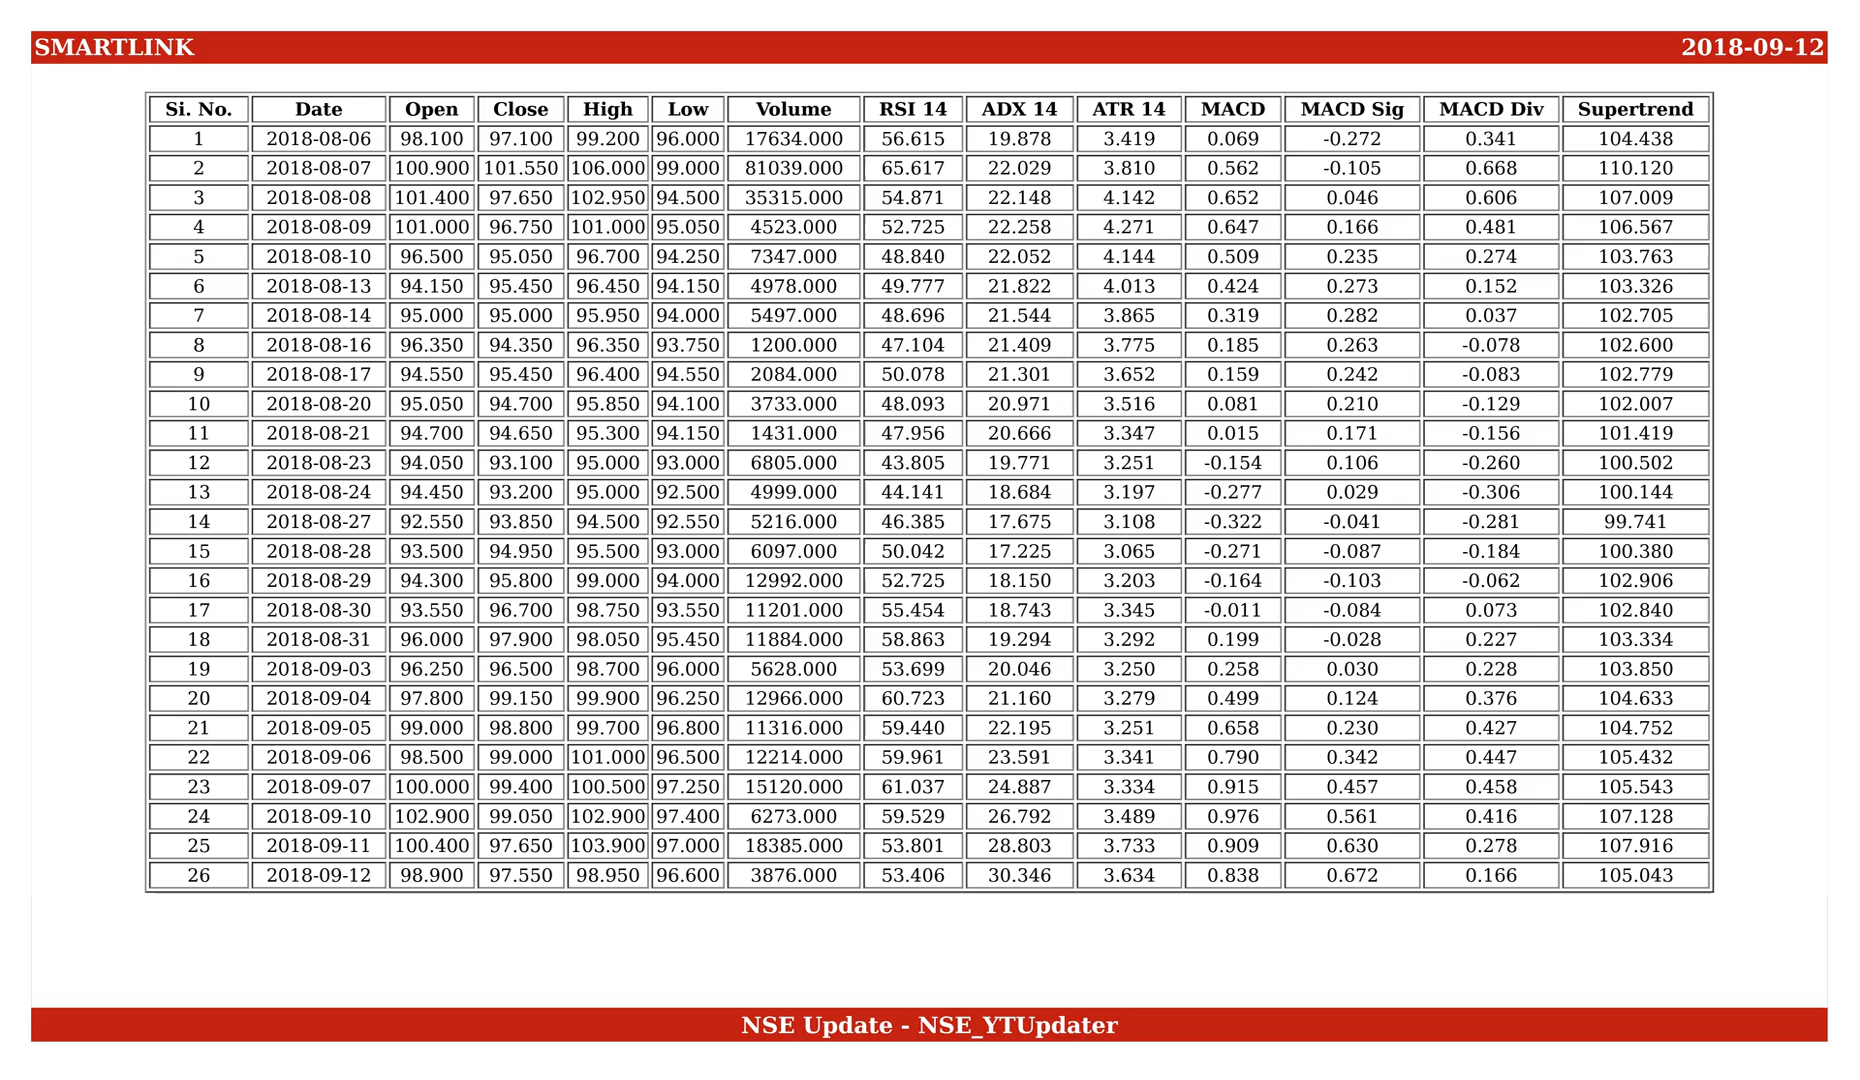 SMARTLINK 2018-09-12
Si. No. Date Open Close High Low Volume RSI 14 ADX 14 ATR 14 MACD MACD Sig MACD Div Supertrend
1 2018-08-06 98.100 97.100 99.200 96.000 17634.000 56.615 19.878 3.419 0.069 -0.272 0.341 104.438
2 2018-08-07 100.900 101.550 106.000 99.000 81039.000 65.617 22.029 3.810 0.562 -0.105 0.668 110.120
3 2018-08-08 101.400 97.650 102.950 94.500 35315.000 54.871 22.148 4.142 0.652 0.046 0.606 107.009
4 2018-08-09 101.000 96.750 101.000 95.050 4523.000 52.725 22.258 4.271 0.647 0.166 0.481 106.567
5 2018-08-10 96.500 95.050 96.700 94.250 7347.000 48.840 22.052 4.144 0.509 0.235 0.274 103.763
6 2018-08-13 94.150 95.450 96.450 94.150 4978.000 49.777 21.822 4.013 0.424 0.273 0.152 103.326
7 2018-08-14 95.000 95.000 95.950 94.000 5497.000 48.696 21.544 3.865 0.319 0.282 0.037 102.705
8 2018-08-16 96.350 94.350 96.350 93.750 1200.000 47.104 21.409 3.775 0.185 0.263 -0.078 102.600
9 2018-08-17 94.550 95.450 96.400 94.550 2084.000 50.078 21.301 3.652 0.159 0.242 -0.083 102.779
10 2018-08-20 95.050 94.700 95.850 94.100 3733.000 48.093 20.971 3.516 0.081 0.210 -0.129 102.007
11 2018-08-21 94.700 94.650 95.300 94.150 1431.000 47.956 20.666 3.347 0.015 0.171 -0.156 101.419
12 2018-08-23 94.050 93.100 95.000 93.000 6805.000 43.805 19.771 3.251 -0.154 0.106 -0.260 100.502
13 2018-08-24 94.450 93.200 95.000 92.500 4999.000 44.141 18.684 3.197 -0.277 0.029 -0.306 100.144
14 2018-08-27 92.550 93.850 94.500 92.550 5216.000 46.385 17.675 3.108 -0.322 -0.041 -0.281 99.741
15 2018-08-28 93.500 94.950 95.500 93.000 6097.000 50.042 17.225 3.065 -0.271 -0.087 -0.184 100.380
16 2018-08-29 94.300 95.800 99.000 94.000 12992.000 52.725 18.150 3.203 -0.164 -0.103 -0.062 102.906
17 2018-08-30 93.550 96.700 98.750 93.550 11201.000 55.454 18.743 3.345 -0.011 -0.084 0.073 102.840
18 2018-08-31 96.000 97.900 98.050 95.450 11884.000 58.863 19.294 3.292 0.199 -0.028 0.227 103.334
19 2018-09-03 96.250 96.500 98.700 96.000 5628.000 53.699 20.046 3.250 0.258 0.030 0.228 103.850
20 2018-09-04 97.800 99.150 99.900 96.250 12966.000 60.723 21.160 3.279 0.499 0.124 0.376 104.633
21 2018-09-05 99.000 98.800 99.700 96.800 11316.000 59.440 22.195 3.251 0.658 0.230 0.427 104.752
22 2018-09-06 98.500 99.000 101.000 96.500 12214.000 59.961 23.591 3.341 0.790 0.342 0.447 105.432
23 2018-09-07 100.000 99.400 100.500 97.250 15120.000 61.037 24.887 3.334 0.915 0.457 0.458 105.543
24 2018-09-10 102.900 99.050 102.900 97.400 6273.000 59.529 26.792 3.489 0.976 0.561 0.416 107.128
25 2018-09-11 100.400 97.650 103.900 97.000 18385.000 53.801 28.803 3.733 0.909 0.630 0.278 107.916
26 2018-09-12 98.900 97.550 98.950 96.600 3876.000 53.406 30.346 3.634 0.838 0.672 0.166 105.043
NSE Update - NSE_YTUpdater